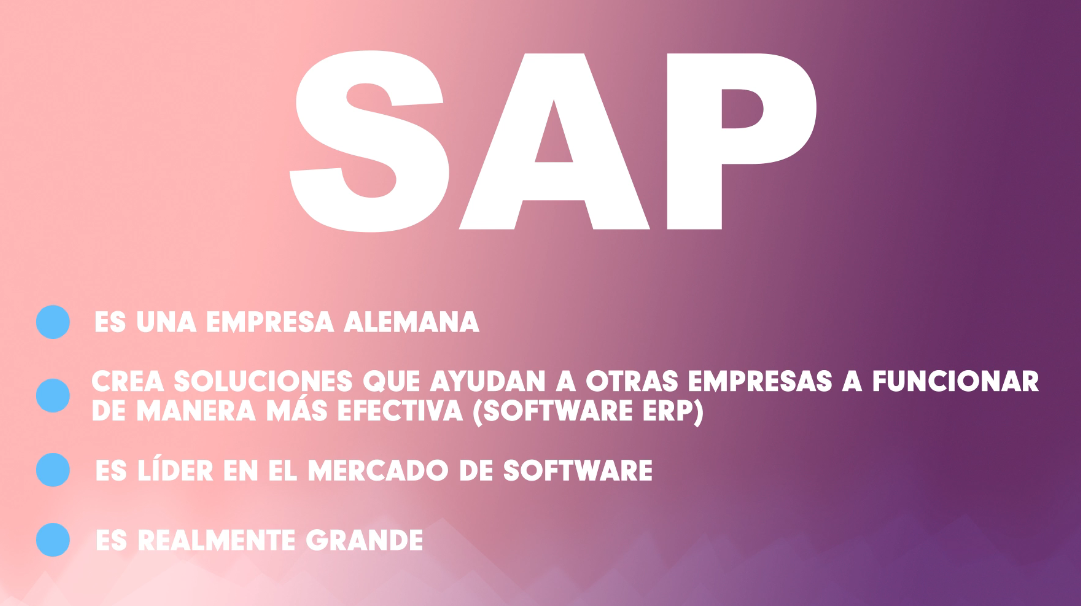 SAP
ES UNA EMPRESA ALEMANA
CREA SOLUCIONES QUE AYUDAN A OTRAS EMPRESAS A FUNCIONAR
DE MANERA MÁS EFECTIVA (SOFTWARE ERP)
ES LÍDER EN EL MERCADO DE SOFTWARE
ES REALMENTE GRANDE